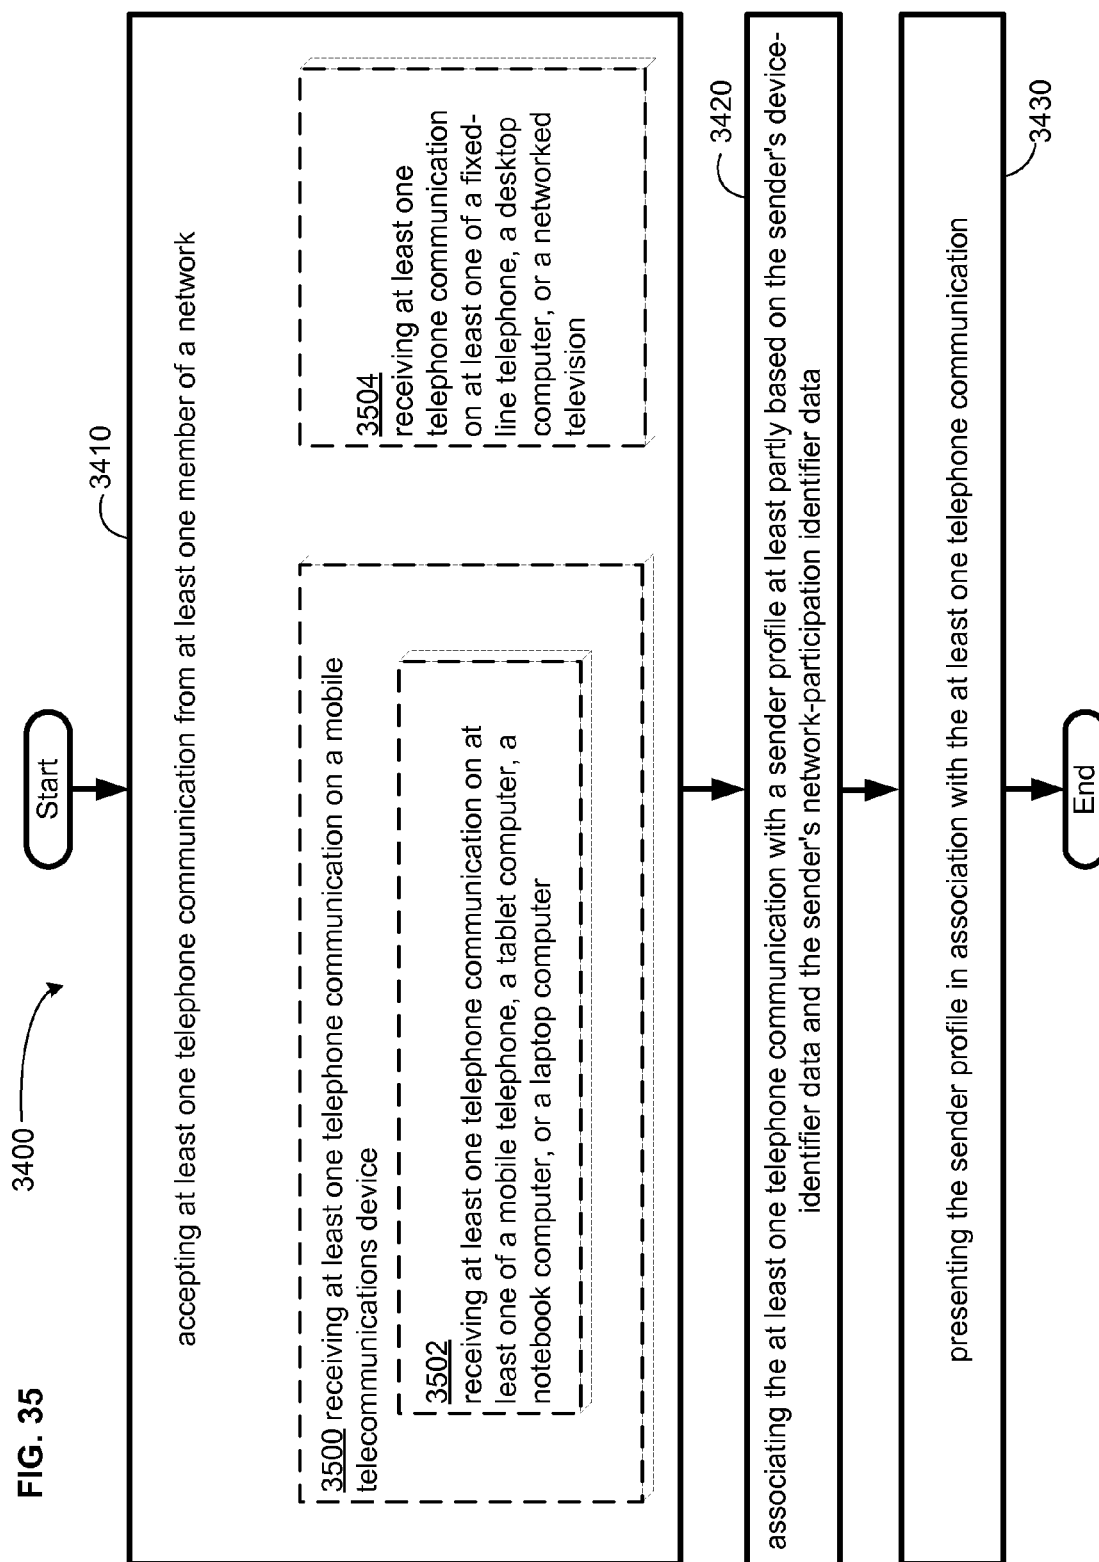 FIG. 35
3400
Start
3410
accepting at least one telephone communication from at least one member of a network
3500 receiving at least one telephone communication on a mobile
telecommunications device
3502
receiving at least one telephone communication on at
least one of a mobile telephone, a tablet computer, a
notebook computer, or a laptop computer
3504
receiving at least one
telephone communication
on at least one of a fixed-
line telephone, a desktop
computer, or a networked
television
3420
associating the at least one telephone communication with a sender profile at least partly based on the sender's device-
identifier data and the sender's network-participation identifier data
3430
presenting the sender profile in association with the at least one telephone communication
End